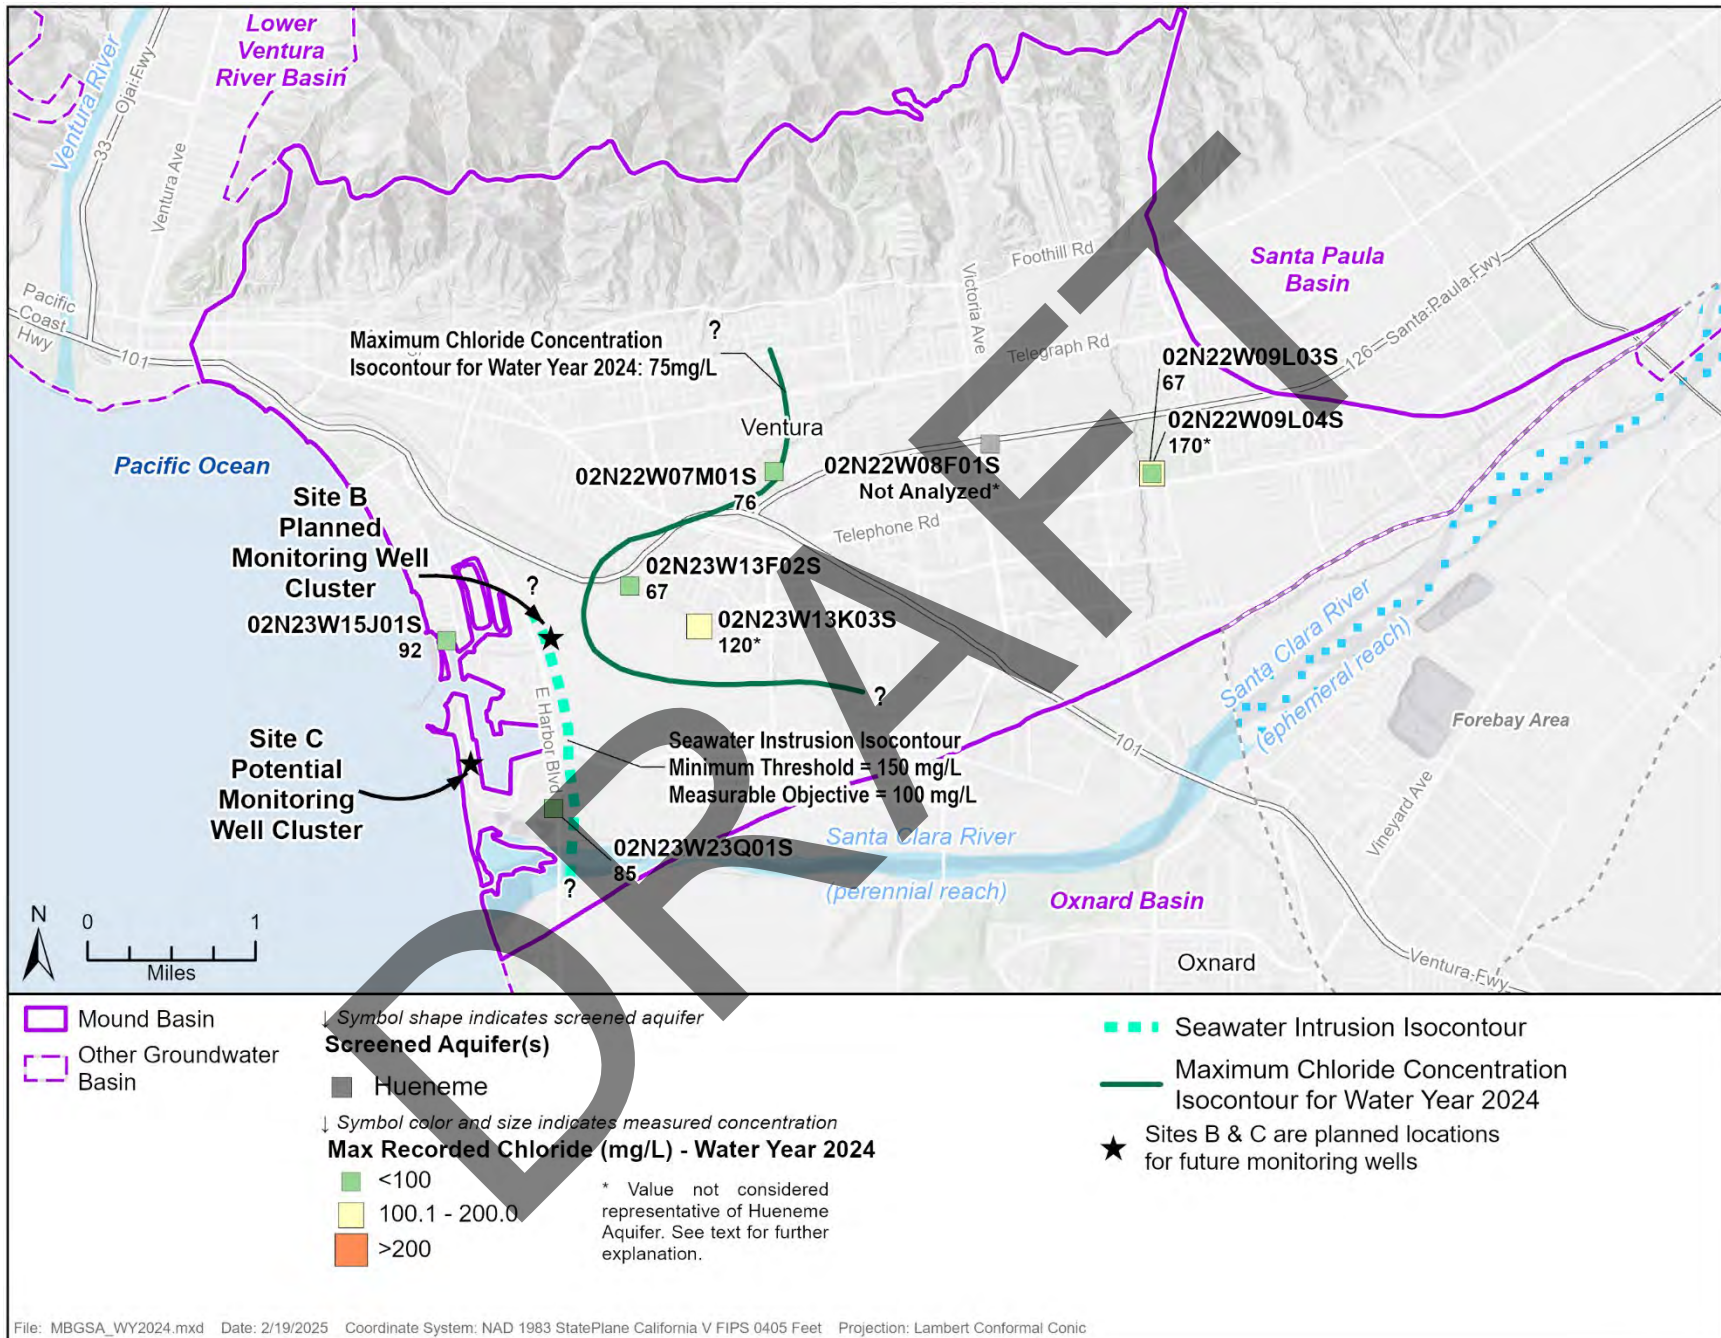 Lower
Ventura
River Basin
Ventura River
33
Ojai Fwy
Ventura Ave
Pacific
Coast
Hwy
101
Foothill Rd
Victoria Ave
Telegraph Rd
Santa Paula
Basin
126
Santa Paula Fwy
?
Maximum Chloride Concentration
Isocontour for Water Year 2024: 75mg/L
02N22W09L03S
67
02N22W09L04S
170*
Ventura
Pacific Ocean
02N22W07M01S
76
02N22W08F01S
Not Analyzed*
Telephone Rd
Site B
Planned
Monitoring Well
Cluster
?
02N23W13F02S
67
02N23W15J01S
92
02N23W13K03S
120*
?
E Harbor Blvd
Santa Clara River
(ephemeral reach)
Forebay Area
Site C
Potential
Monitoring
Well Cluster
Seawater Instrusion Isocontour
Minimum Threshold = 150 mg/L
Measurable Objective = 100 mg/L
101
Vineyard Ave
02N23W23Q01S
85
?
Santa Clara River
(perennial reach)
Oxnard Basin
Oxnard
Ventura Fwy
N
0 1
Miles
DRAFT
Mound Basin
Other Groundwater
Basin
↓ Symbol shape indicates screened aquifer
Screened Aquifer(s)
Hueneme
↓ Symbol color and size indicates measured concentration
Max Recorded Chloride (mg/L) - Water Year 2024
<100
100.1 - 200.0
>200
* Value not considered
representative of Hueneme
Aquifer. See text for further
explanation.
Seawater Intrusion Isocontour
Maximum Chloride Concentration
Isocontour for Water Year 2024
Sites B & C are planned locations
for future monitoring wells
File: MBGSA_WY2024.mxd Date: 2/19/2025 Coordinate System: NAD 1983 StatePlane California V FIPS 0405 Feet Projection: Lambert Conformal Conic